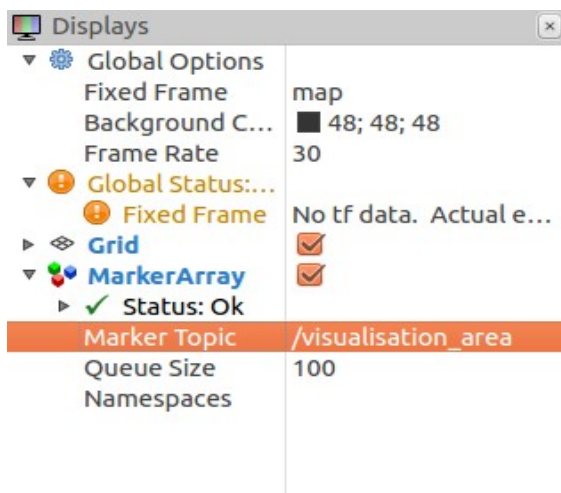 Displays
Global Options
Fixed Frame map
Background C... 48; 48; 48
Frame Rate 30
Global Status:...
Fixed Frame No tf data. Actual e...
Grid
MarkerArray
Status: Ok
Marker Topic /visualisation_area
Queue Size 100
Namespaces